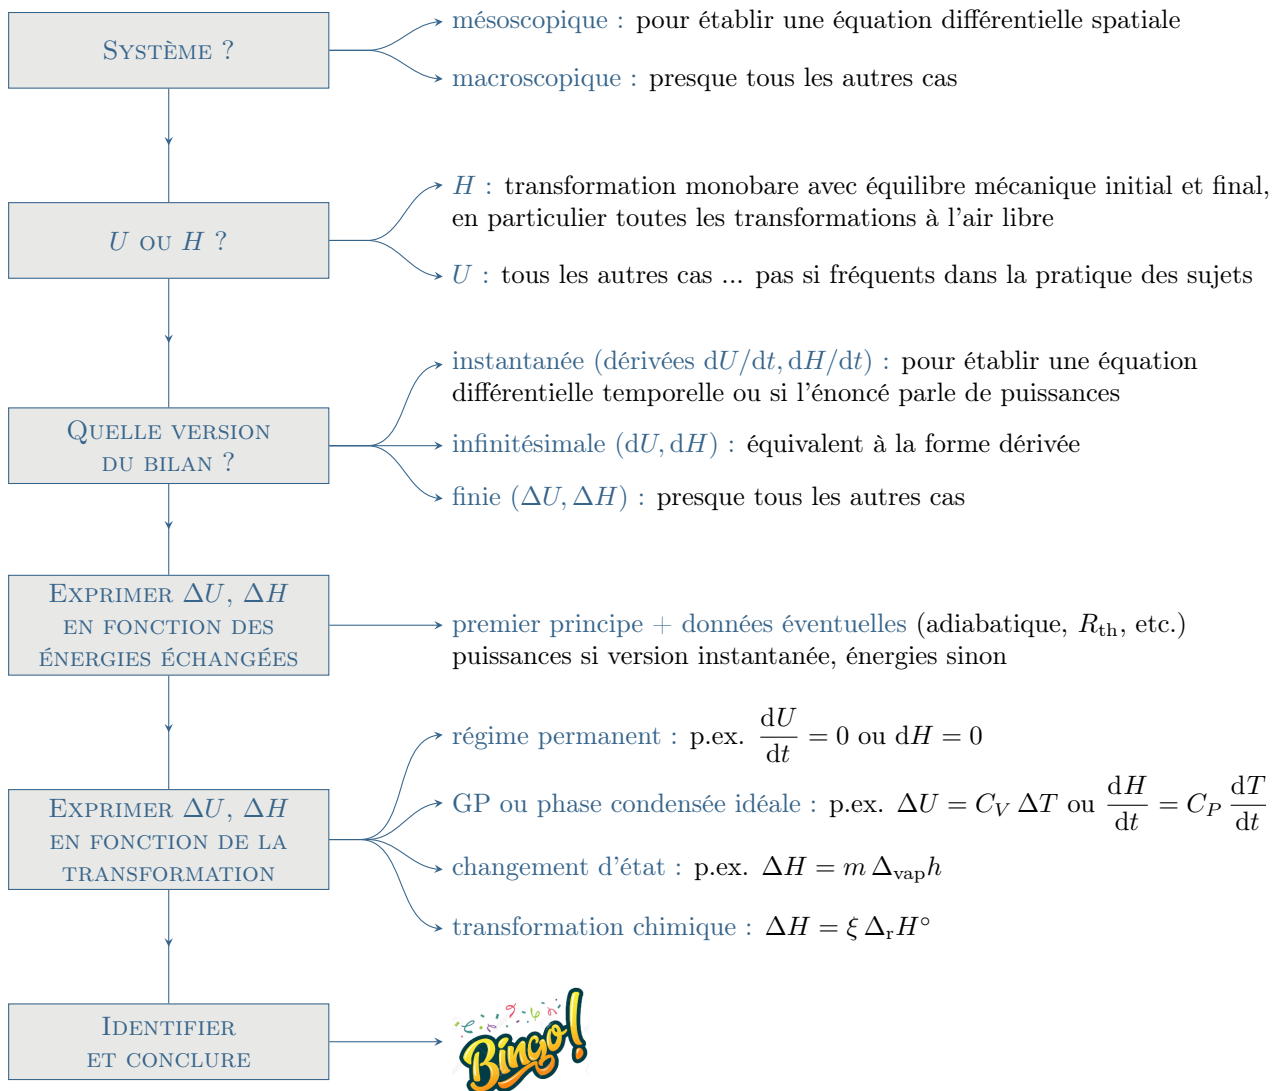 Système ?
mésoscopique : pour établir une équation différentielle spatiale
macroscopique : presque tous les autres cas
U ou H ?
H : transformation monobare avec équilibre mécanique initial et final,
en particulier toutes les transformations à l'air libre
U : tous les autres cas ... pas si fréquents dans la pratique des sujets
Quelle version
du bilan ?
instantanée (dérivées dU/dt, dH/dt) : pour établir une équation
différentielle temporelle ou si l'énoncé parle de puissances
infinitésimale (dU, dH) : équivalent à la forme dérivée
finie (ΔU, ΔH) : presque tous les autres cas
Exprimer ΔU, ΔH
en fonction des
énergies échangées
premier principe + données éventuelles (adiabatique, R_th, etc.)
puissances si version instantanée, énergies sinon
Exprimer ΔU, ΔH
en fonction de la
transformation
régime permanent : p.ex. dU/dt = 0 ou dH = 0
GP ou phase condensée idéale : p.ex. ΔU = C_V ΔT ou dH/dt = C_P dT/dt
changement d'état : p.ex. ΔH = m Δ_vap h
transformation chimique : ΔH = ξ Δ_r H°
Identifier
et conclure
Bingo!